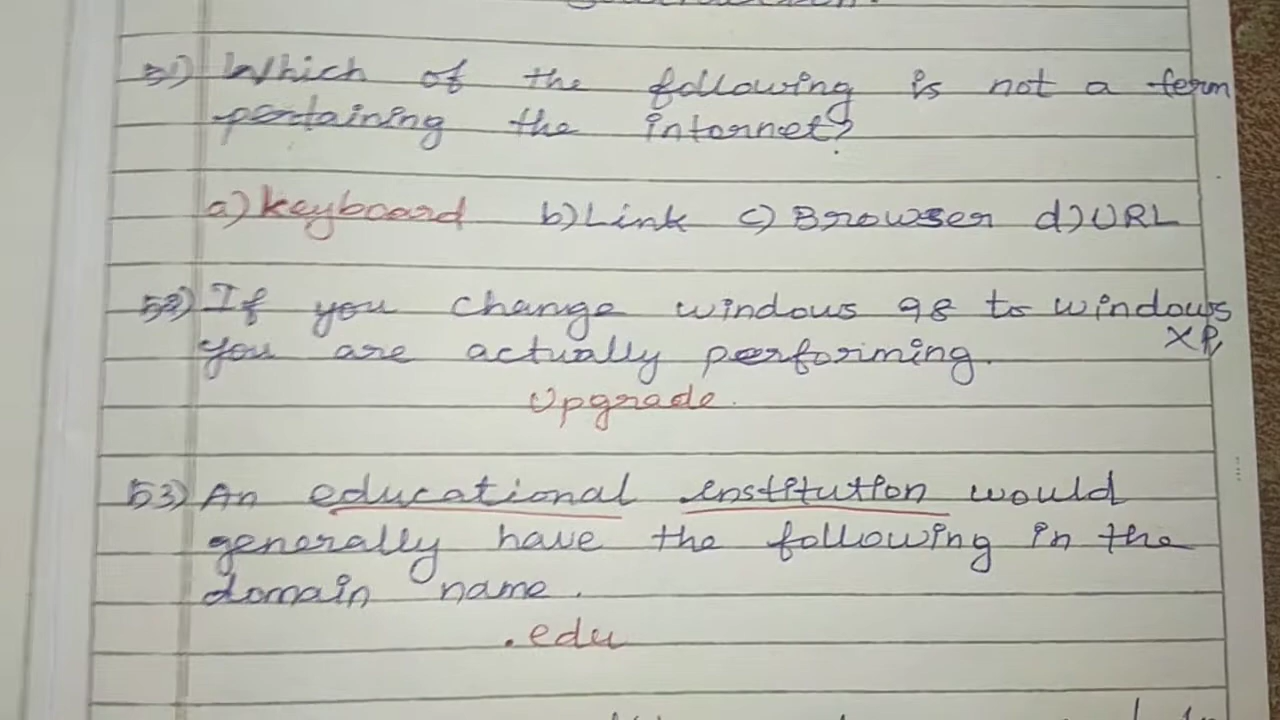 51) Which of the following is not a term
pertaining the internet?
a) keyboard b) Link c) Browser d) URL
52) If you change windous 98 to windows
XP,
you are actually performing.
Upgrade.
53) An educational institution would
generally have the following in the
domain name.
.edu